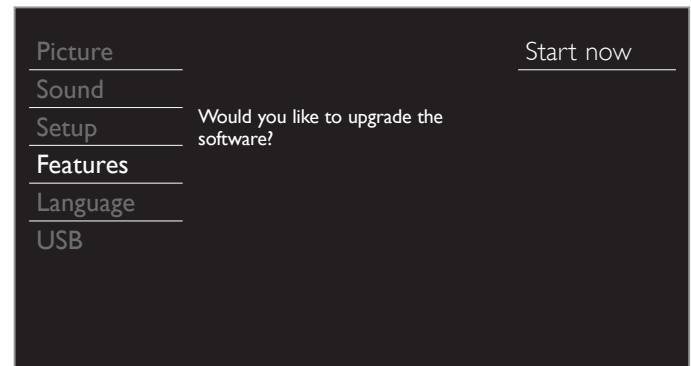 Picture
Sound
Setup
Features
Language
USB
Would you like to upgrade the
software?
Start now